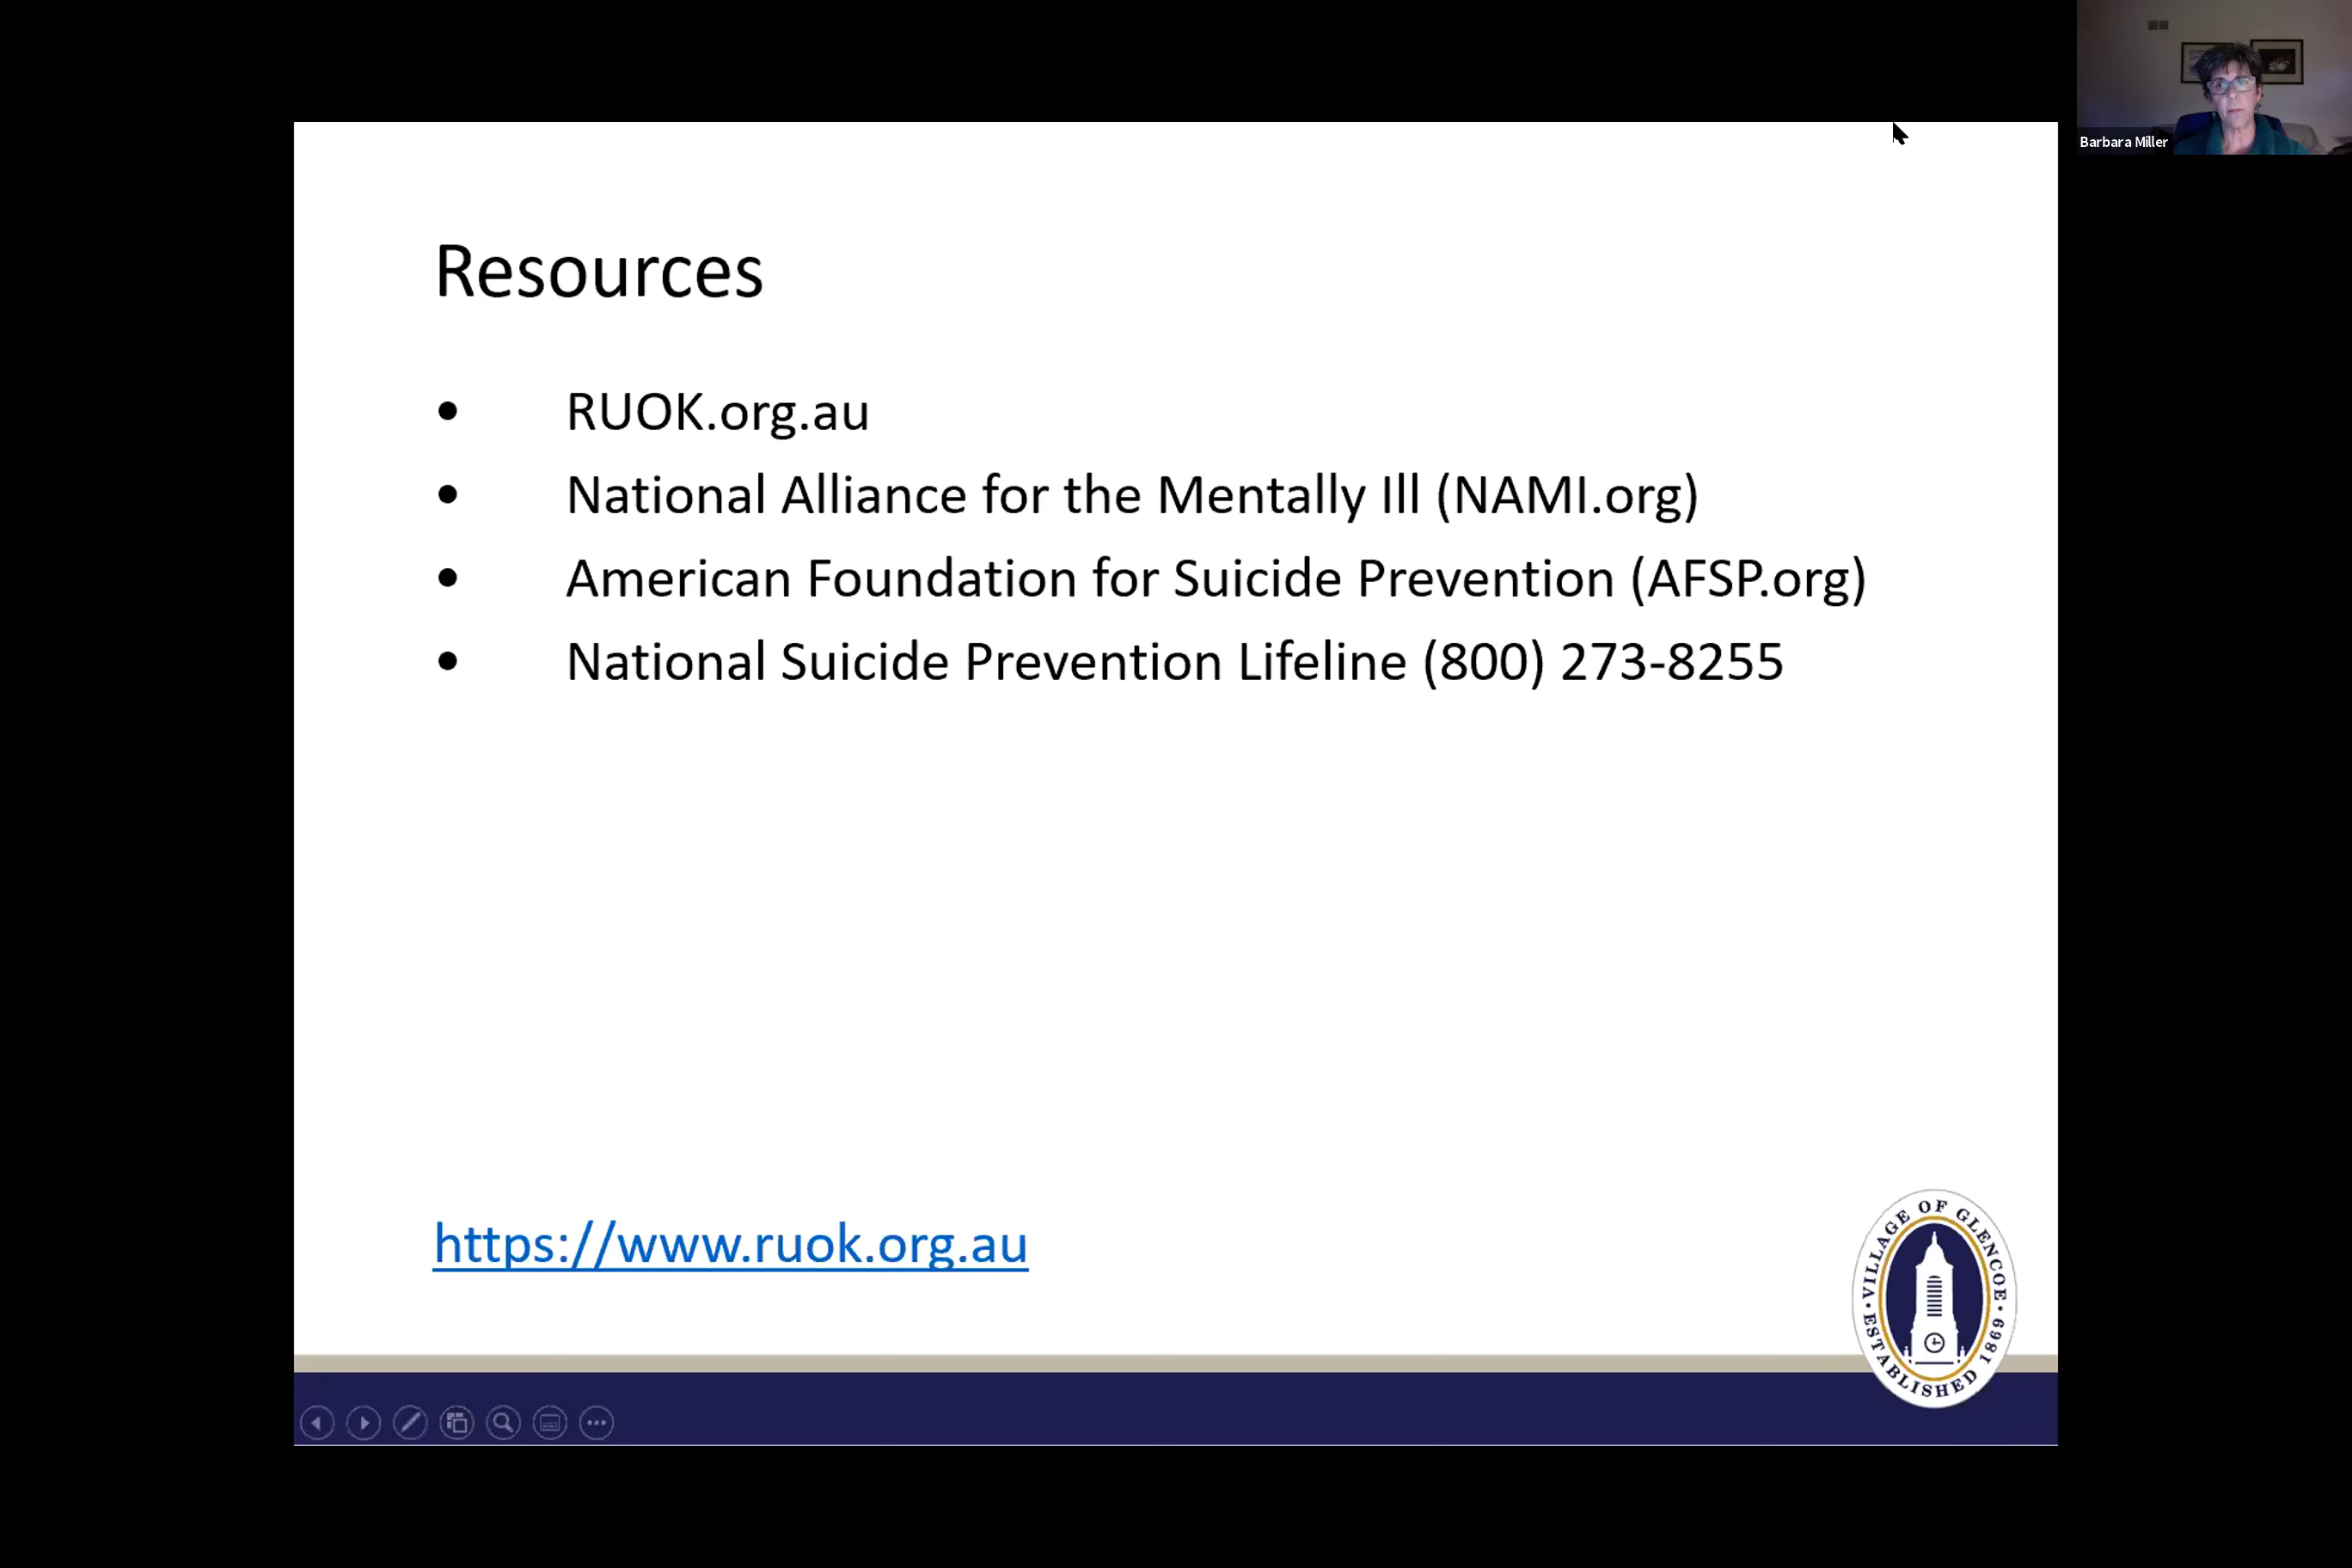 Barbara Miller
Resources
• RUOK.org.au
• National Alliance for the Mentally Ill (NAMI.org)
• American Foundation for Suicide Prevention (AFSP.org)
• National Suicide Prevention Lifeline (800) 273-8255
https://www.ruok.org.au
VILLAGE OF GLENCOE
ESTABLISHED 1869